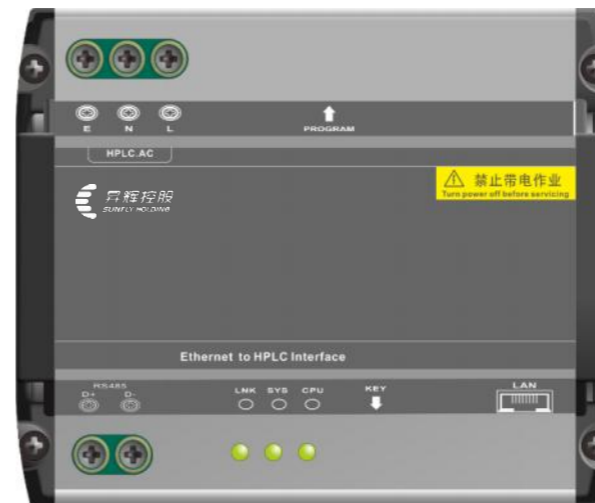 E N L
PROGRAM
HPLC.AC
禁止带电作业
Turn power off before servicing
昇辉控股
SUNFLY HOLDING
Ethernet to HPLC Interface
RS485
D+ D-
LNK SYS CPU
KEY
LAN